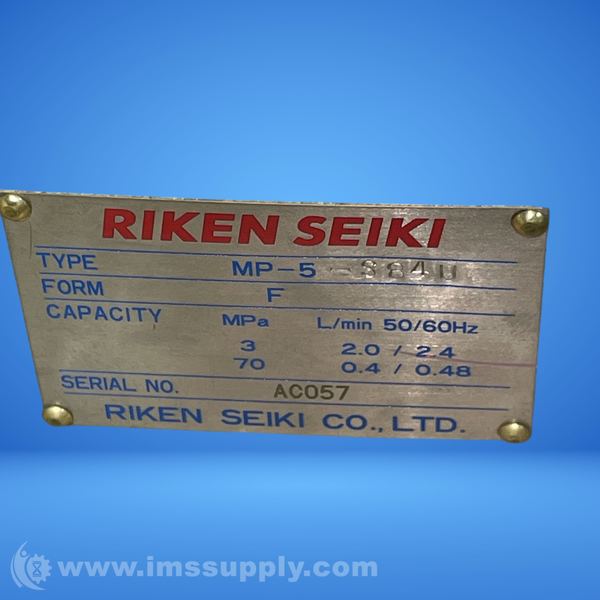 RIKEN SEIKI
TYPE MP-5-S84U
FORM F
CAPACITY MPa L/min 50/60Hz
3 2.0 / 2.4
70 0.4 / 0.48
SERIAL NO. AC057
RIKEN SEIKI CO., LTD.
www.imssupply.com